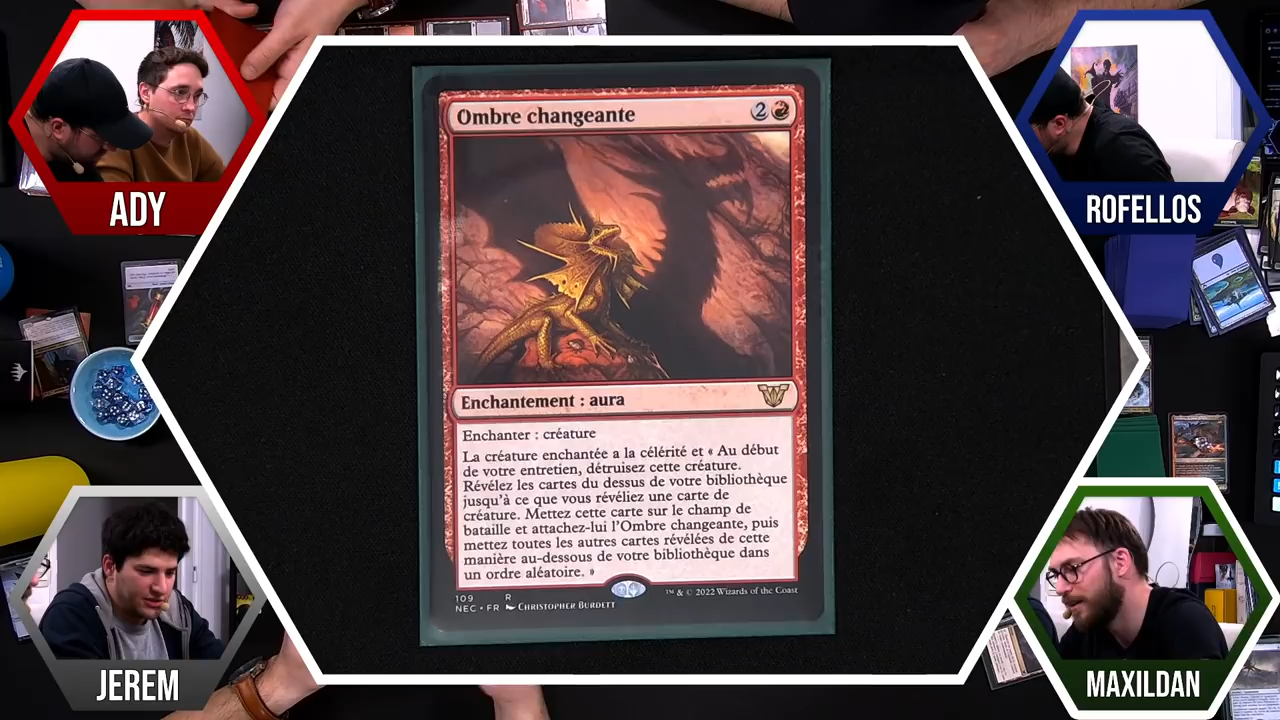 ADY
ROFELLOS
JEREM
MAXILDAN
Ombre changeante
2
Enchantement : aura
Enchanter : créature
La créature enchantée a la célérité et « Au début
de votre entretien, détruisez cette créature.
Révélez les cartes du dessus de votre bibliothèque
jusqu'à ce que vous révéliez une carte de
créature. Mettez cette carte sur le champ de
bataille et attachez-lui l'Ombre changeante, puis
mettez toutes les autres cartes révélées de cette
manière au-dessous de votre bibliothèque dans
un ordre aléatoire. »
109 R
NEC • FR Christopher Burdett
™ & © 2022 Wizards of the Coast